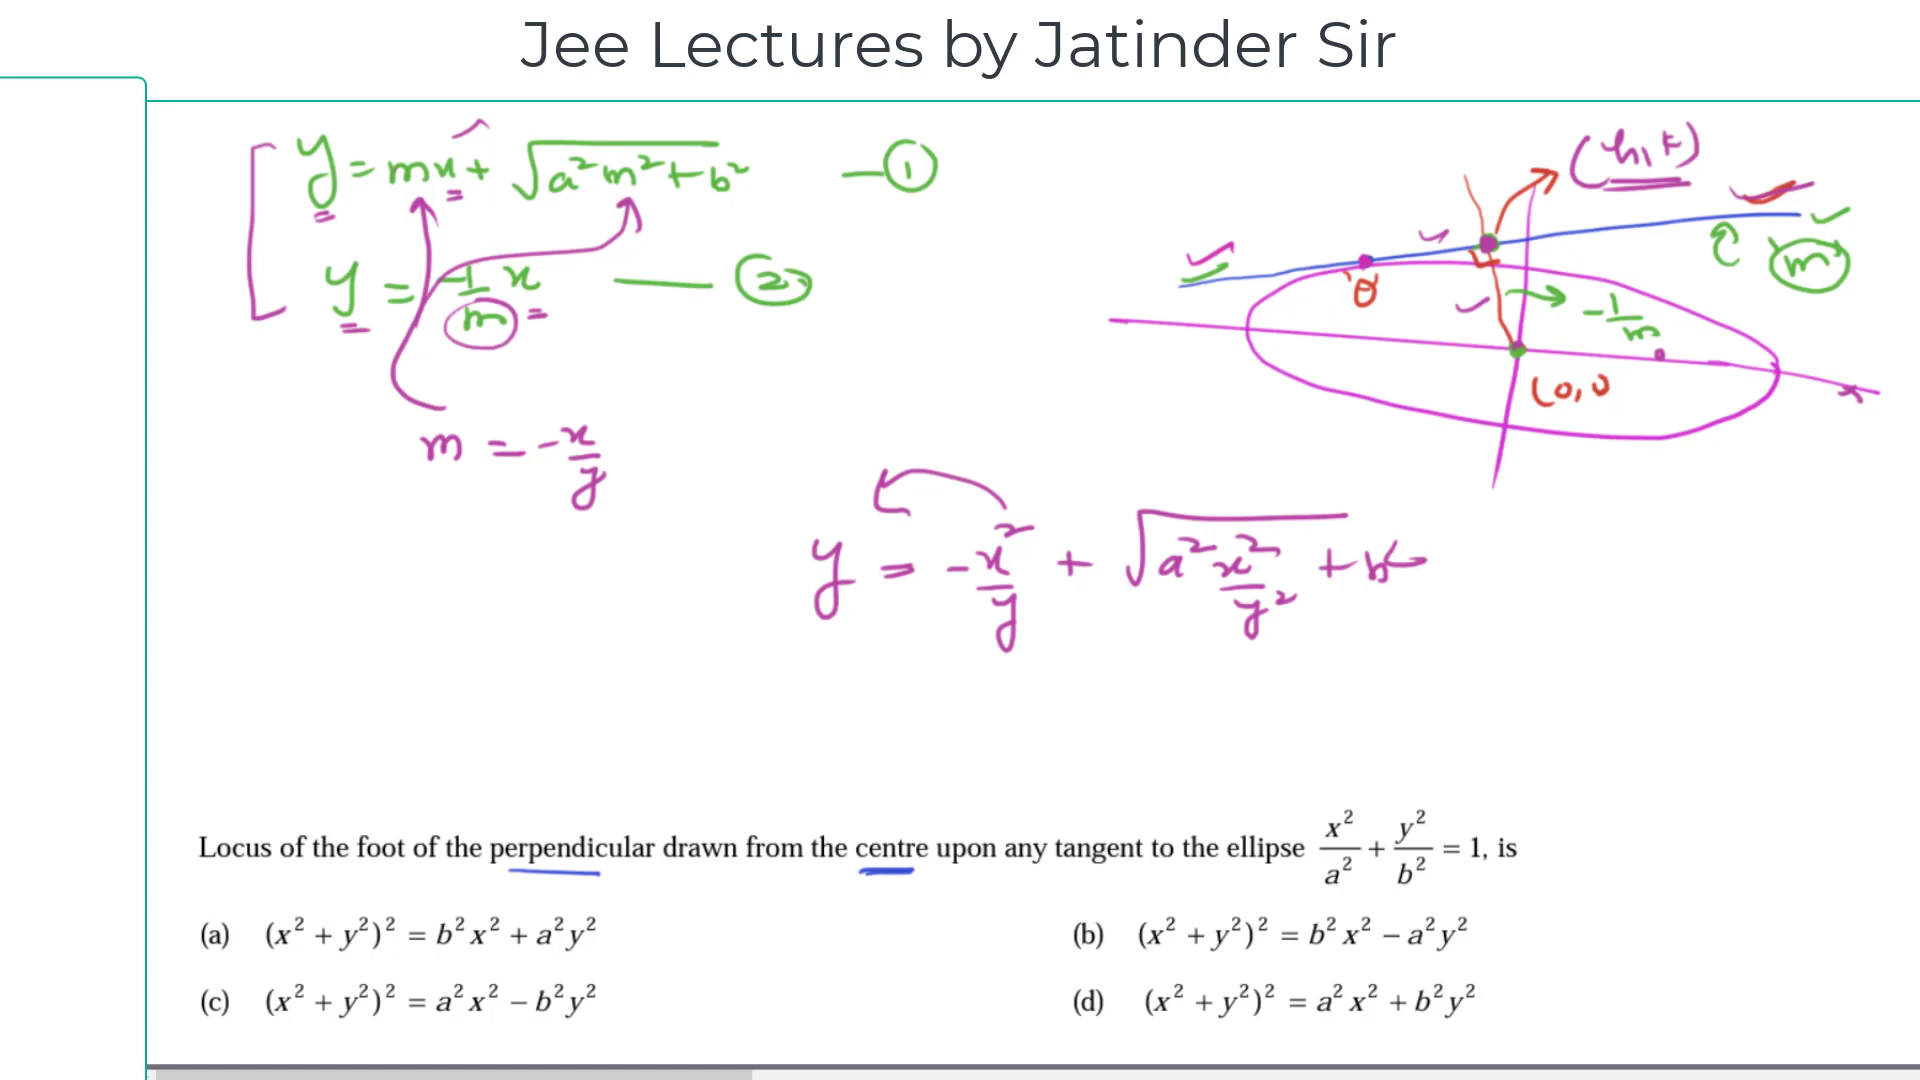 Jee Lectures by Jatinder Sir
y = mx + √(a²m² + b²) — ①
y = -1/m x — ②
m = -x/y
y = -x²/y + √(a² x²/y² + b²)
(h, k)
m
-1/m
(0, 0
Locus of the foot of the perpendicular drawn from the centre upon any tangent to the ellipse x²/a² + y²/b² = 1, is
(a) (x² + y²)² = b²x² + a²y²
(b) (x² + y²)² = b²x² − a²y²
(c) (x² + y²)² = a²x² − b²y²
(d) (x² + y²)² = a²x² + b²y²